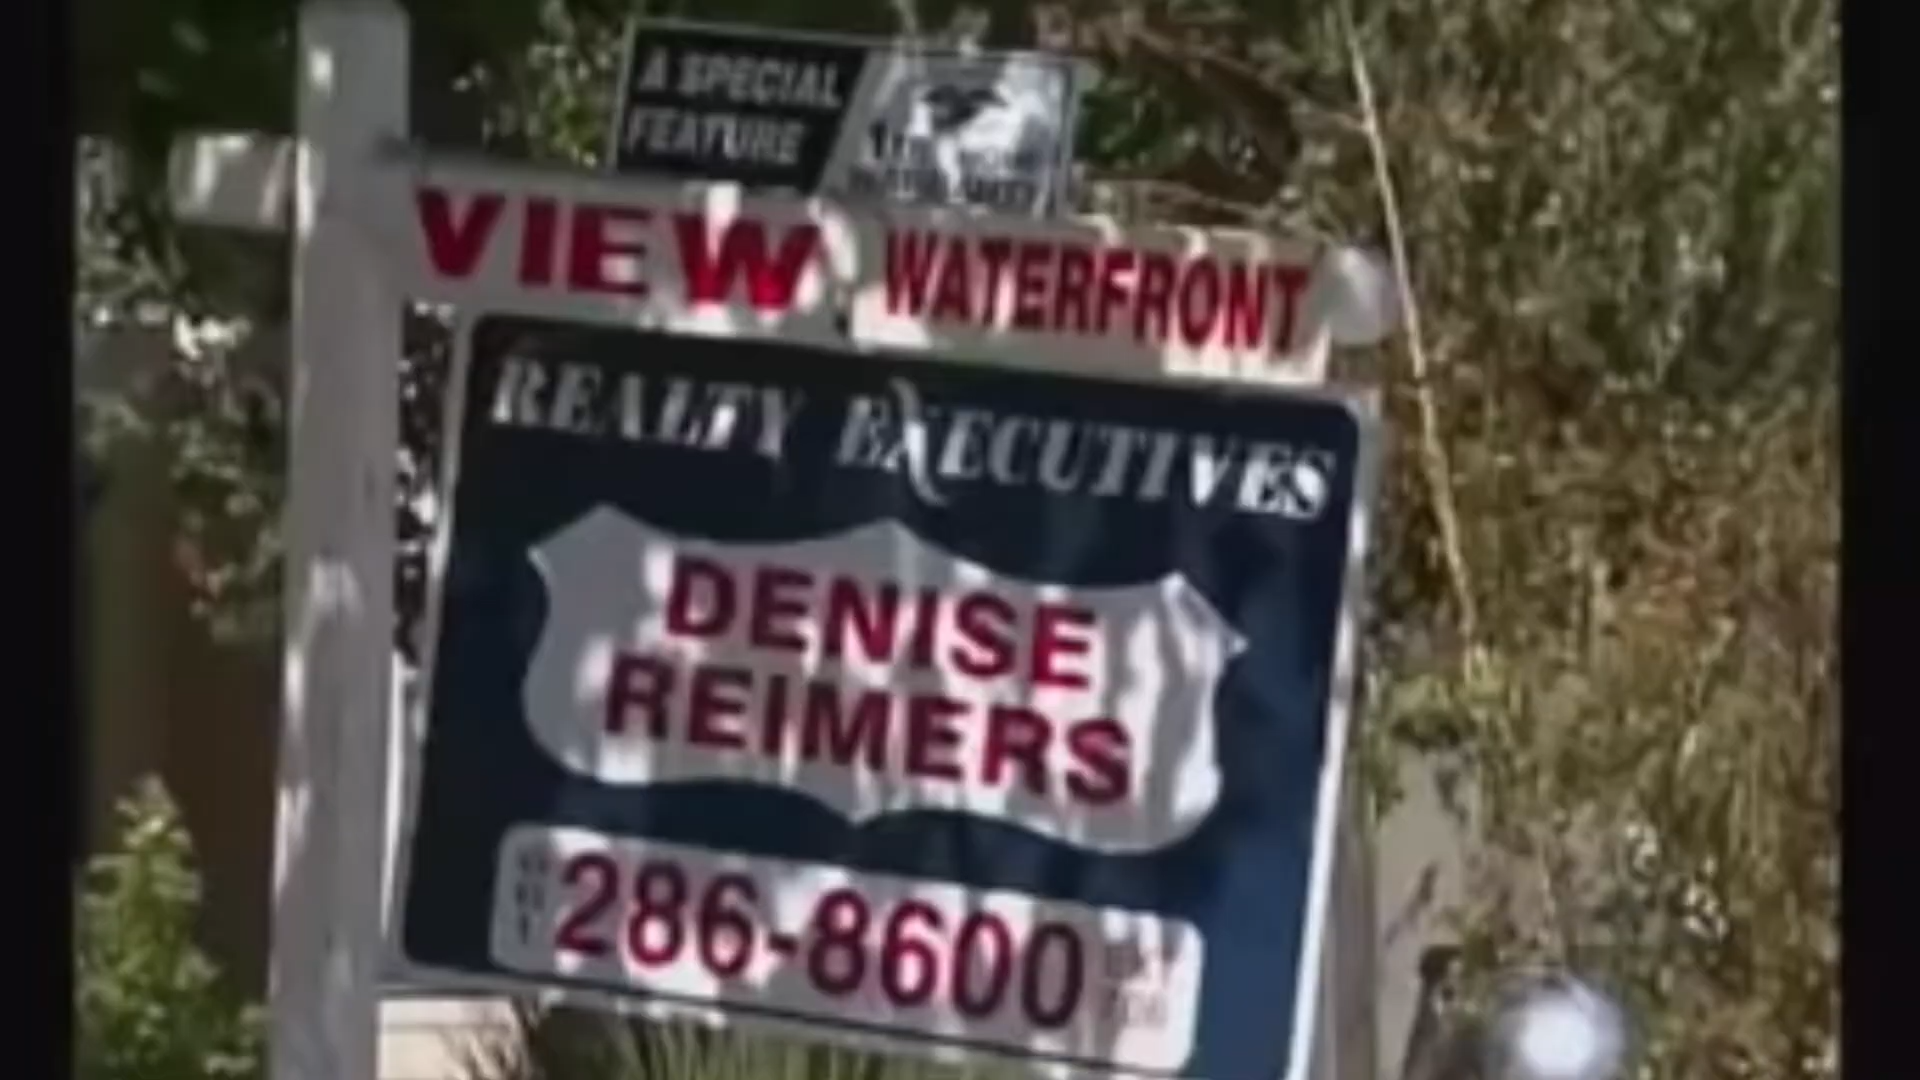 A SPECIAL
FEATURE
VIEW WATERFRONT
REALTY EXECUTIVES
DENISE
REIMERS
286-8600